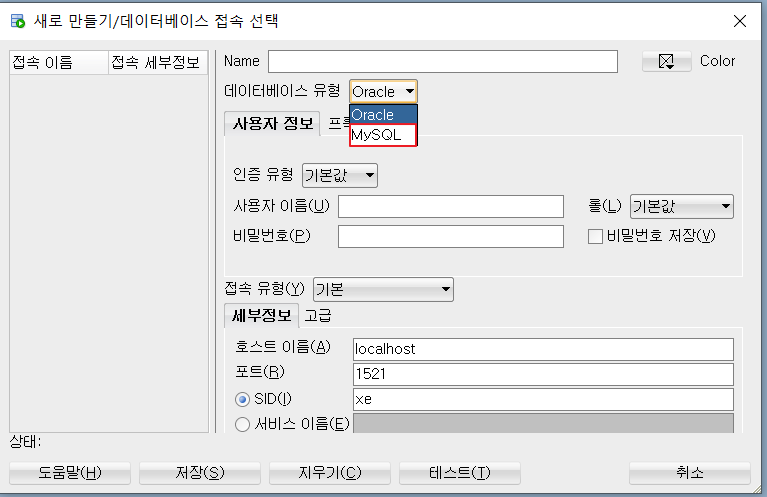 새로 만들기/데이터베이스 접속 선택
접속 이름 접속 세부정보
Name Color
데이터베이스 유형 Oracle
Oracle
MySQL
사용자 정보
인증 유형 기본값
사용자 이름(U) 롤(L) 기본값
비밀번호(P) 비밀번호 저장(V)
접속 유형(Y) 기본
세부정보 고급
호스트 이름(A) localhost
포트(R) 1521
SID(I) xe
서비스 이름(E)
상태:
도움말(H) 저장(S) 지우기(C) 테스트(T) 취소